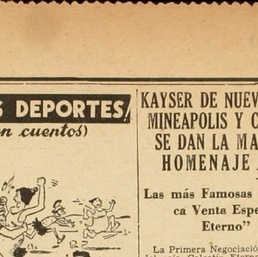 S DEPORTES/
en cuentos)
KAYSER DE NUEV
MINEAPOLIS Y C
SE DAN LA MA
HOMENAJE
Las más Famosas
ca Venta Espe
Eterno"
La Primera Negociació